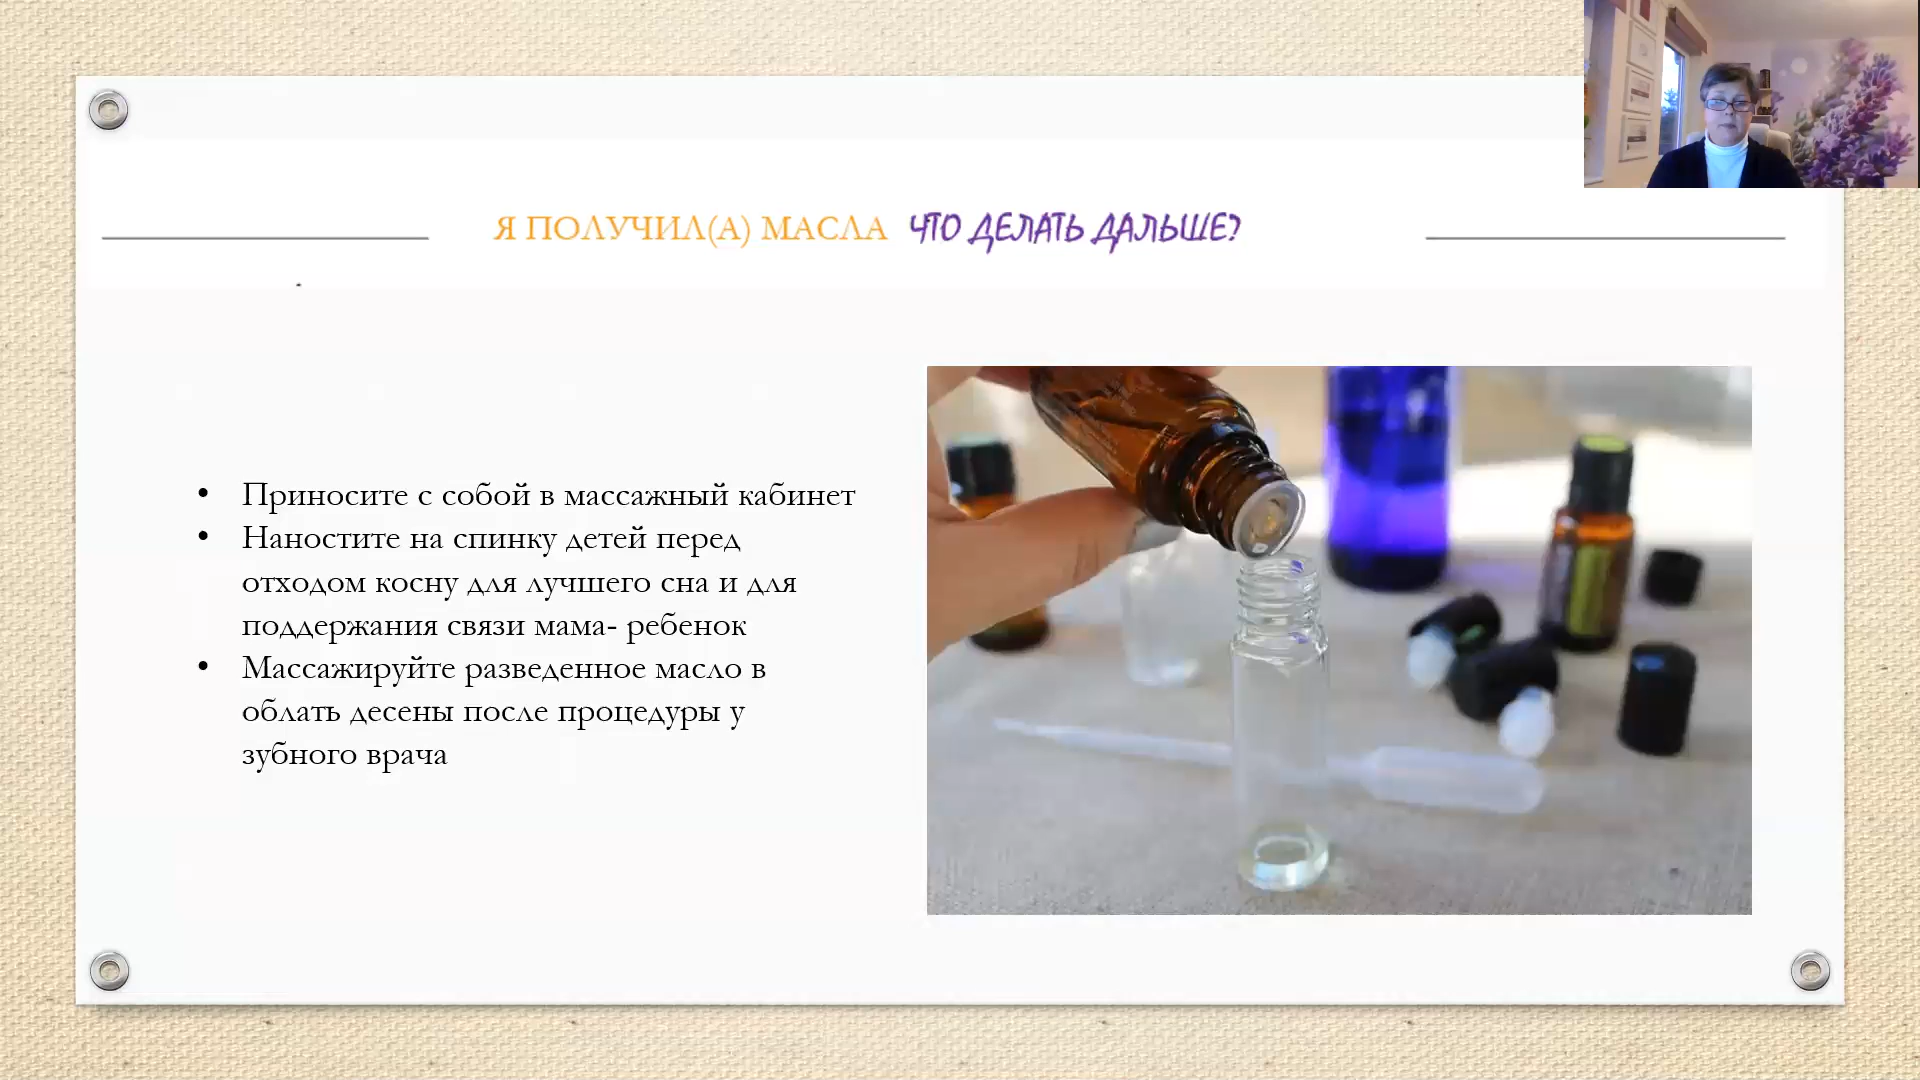 Я ПОЛУЧИЛ(А) МАСЛА ЧТО ДЕЛАТЬ ДАЛЬШЕ?
• Приносите с собой в массажный кабинет
• Наностите на спинку детей перед
отходом косну для лучшего сна и для
поддержания связи мама- ребенок
• Массажируйте разведенное масло в
облать десены после процедуры у
зубного врача